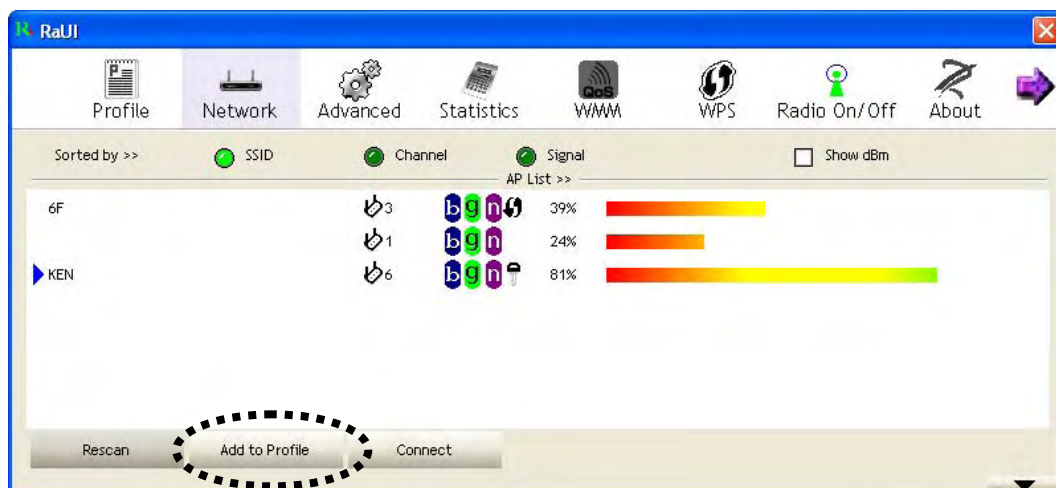 RaUI
Profile Network Advanced Statistics QoS WMM WPS Radio On/Off About
Sorted by >> SSID Channel Signal Show dBm
AP List >>
6F 3 b g n 39%
1 b g n 24%
KEN 6 b g n 81%
Rescan Add to Profile Connect